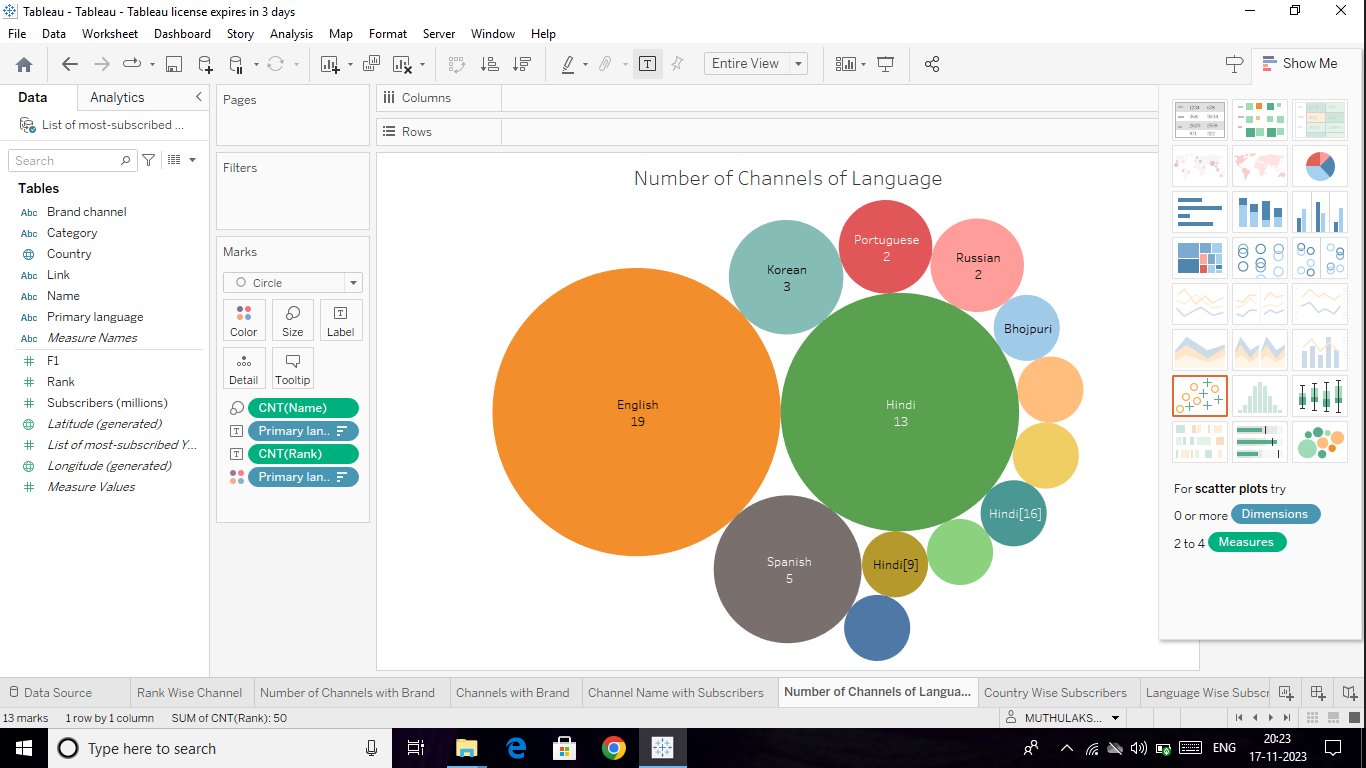 Tableau - Tableau - Tableau license expires in 3 days
File Data Worksheet Dashboard Story Analysis Map Format Server Window Help
Entire View
Show Me
Data Analytics
List of most-subscribed ...
Search
Tables
Abc Brand channel
Abc Category
Country
Abc Link
Abc Name
Abc Primary language
Abc Measure Names
F1
Rank
Subscribers (millions)
Latitude (generated)
List of most-subscribed Y...
Longitude (generated)
Measure Values
Pages
Filters
Marks
Circle
Color Size Label
Detail Tooltip
CNT(Name)
Primary lan..
CNT(Rank)
Primary lan..
Columns
Rows
Number of Channels of Language
Portuguese
2
Korean
3
Russian
2
Bhojpuri
English
19
Hindi
13
Hindi[16]
Spanish
5
Hindi[9]
For scatter plots try
0 or more Dimensions
2 to 4 Measures
Data Source Rank Wise Channel Number of Channels with Brand Channels with Brand Channel Name with Subscribers Number of Channels of Langua... Country Wise Subscribers Language Wise Subscr
13 marks 1 row by 1 column SUM of CNT(Rank): 50 MUTHULAKS...
Type here to search
ENG
20:23
17-11-2023